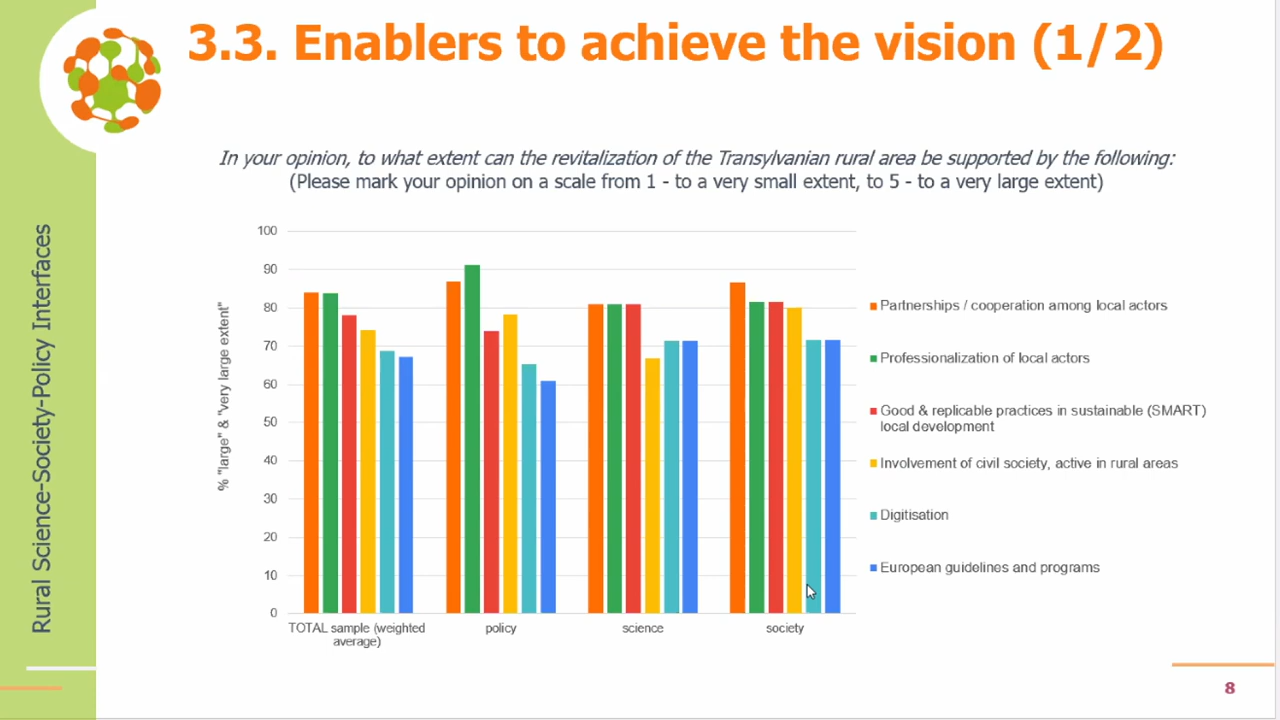 3.3. Enablers to achieve the vision (1/2)
In your opinion, to what extent can the revitalization of the Transylvanian rural area be supported by the following:
(Please mark your opinion on a scale from 1 - to a very small extent, to 5 - to a very large extent)
Rural Science-Society-Policy Interfaces
% "large" & "very large extent"
100
90
80
70
60
50
40
30
20
10
0
TOTAL sample (weighted
average)
policy
science
society
Partnerships / cooperation among local actors
Professionalization of local actors
Good & replicable practices in sustainable (SMART)
local development
Involvement of civil society, active in rural areas
Digitisation
European guidelines and programs
8